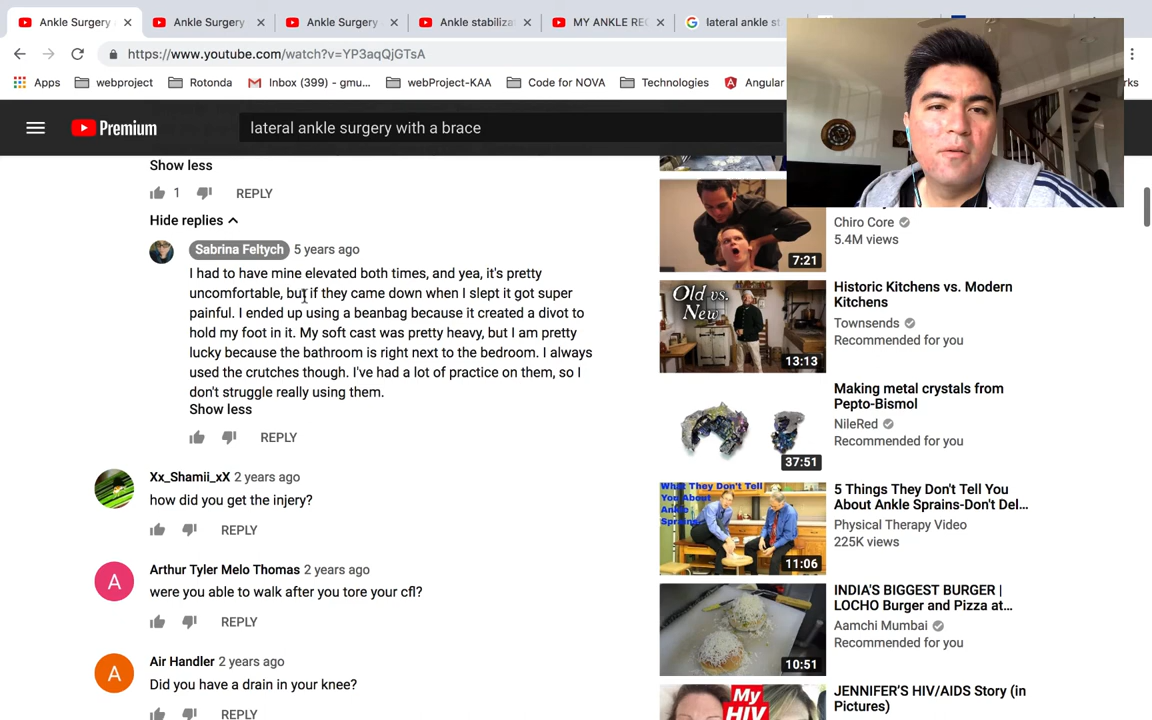 Ankle Surgery
Ankle Surgery
Ankle Surgery
Ankle stabiliza
MY ANKLE REC
lateral ankle st
https://www.youtube.com/watch?v=YP3aqQjGTsA
Apps
webproject
Rotonda
Inbox (399) - gmu...
webProject-KAA
Code for NOVA
Technologies
Angular
Premium
lateral ankle surgery with a brace
Show less
1
REPLY
Hide replies
Sabrina Feltych 5 years ago
I had to have mine elevated both times, and yea, it's pretty
uncomfortable, but if they came down when I slept it got super
painful. I ended up using a beanbag because it created a divot to
hold my foot in it. My soft cast was pretty heavy, but I am pretty
lucky because the bathroom is right next to the bedroom. I always
used the crutches though. I've had a lot of practice on them, so I
don't struggle really using them.
Show less
REPLY
Xx_Shamii_xX 2 years ago
how did you get the injery?
REPLY
A
Arthur Tyler Melo Thomas 2 years ago
were you able to walk after you tore your cfl?
REPLY
A
Air Handler 2 years ago
Did you have a drain in your knee?
REPLY
Chiro Core
5.4M views
7:21
Old vs.
New
13:13
Historic Kitchens vs. Modern
Kitchens
Townsends
Recommended for you
37:51
Making metal crystals from
Pepto-Bismol
NileRed
Recommended for you
What They Don't Tell
You About
Ankle
Sprains
11:06
5 Things They Don't Tell You
About Ankle Sprains-Don't Del...
Physical Therapy Video
225K views
10:51
INDIA'S BIGGEST BURGER |
LOCHO Burger and Pizza at...
Aamchi Mumbai
Recommended for you
My
HIV
JENNIFER'S HIV/AIDS Story (in
Pictures)